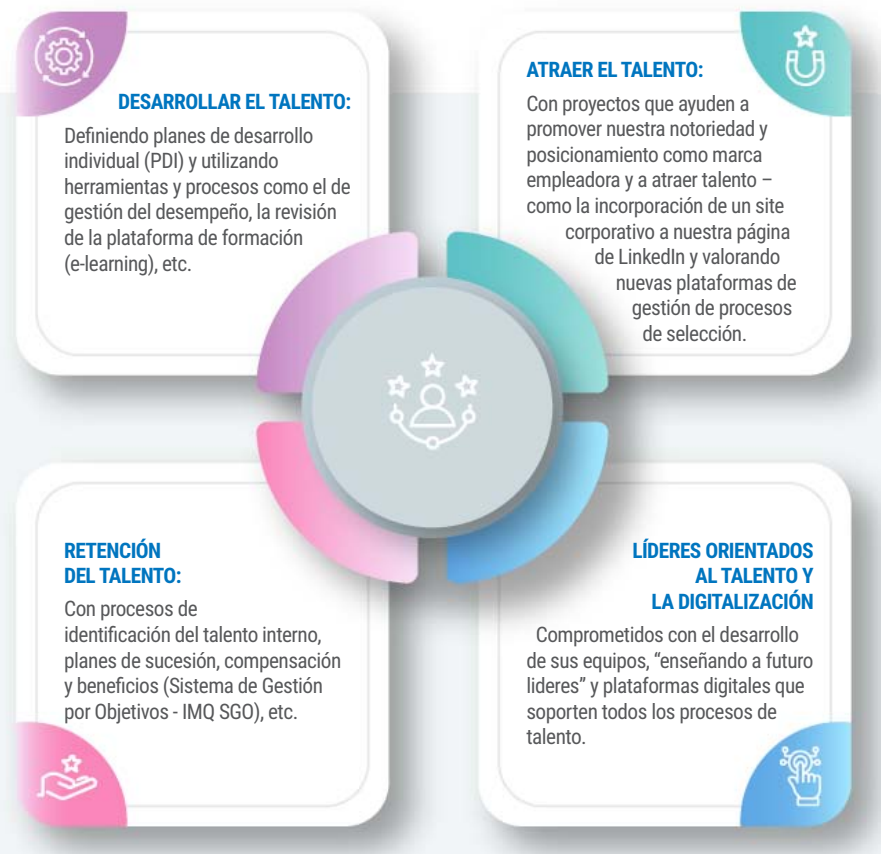 DESARROLLAR EL TALENTO:
Definiendo planes de desarrollo
individual (PDI) y utilizando
herramientas y procesos como el de
gestión del desempeño, la revisión
de la plataforma de formación
(e-learning), etc.
ATRAER EL TALENTO:
Con proyectos que ayuden a
promover nuestra notoriedad y
posicionamiento como marca
empleadora y a atraer talento –
como la incorporación de un site
corporativo a nuestra página
de LinkedIn y valorando
nuevas plataformas de
gestión de procesos
de selección.
RETENCIÓN
DEL TALENTO:
Con procesos de
identificación del talento interno,
planes de sucesión, compensación
y beneficios (Sistema de Gestión
por Objetivos - IMQ SGO), etc.
LÍDERES ORIENTADOS
AL TALENTO Y
LA DIGITALIZACIÓN
Comprometidos con el desarrollo
de sus equipos, “enseñando a futuro
lideres” y plataformas digitales que
soporten todos los procesos de
talento.